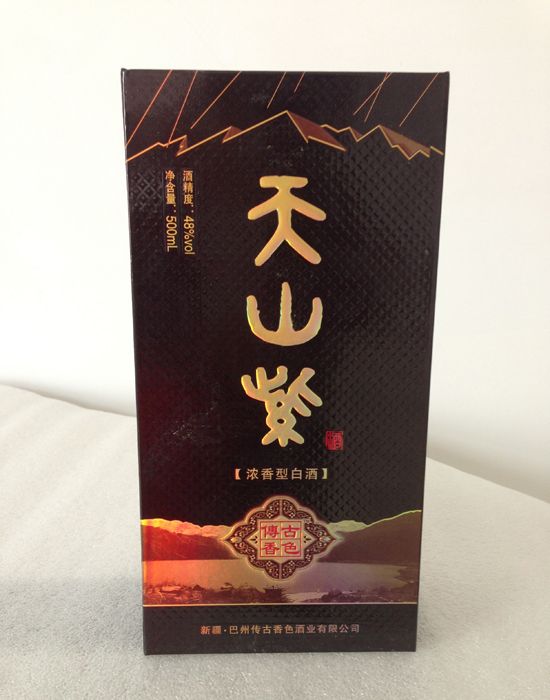 酒精度：48%vol
净含量：500mL
天山紫
【浓香型白酒】
古色
傳香
新疆·巴州传古香色酒业有限公司